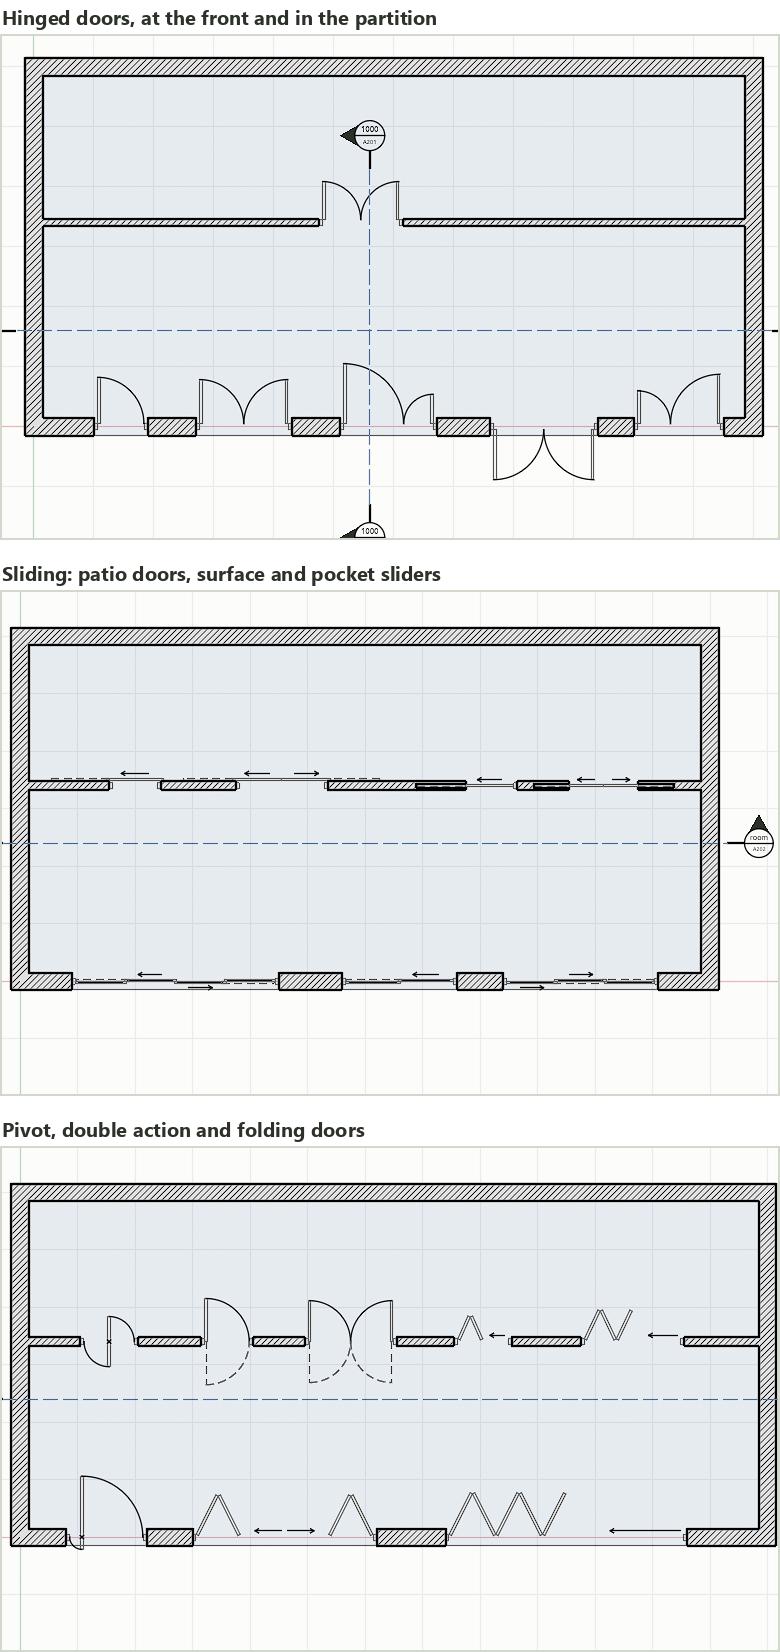 Hinged doors, at the front and in the partition
1000
A201
1000
Sliding: patio doors, surface and pocket sliders
room
A202
Pivot, double action and folding doors